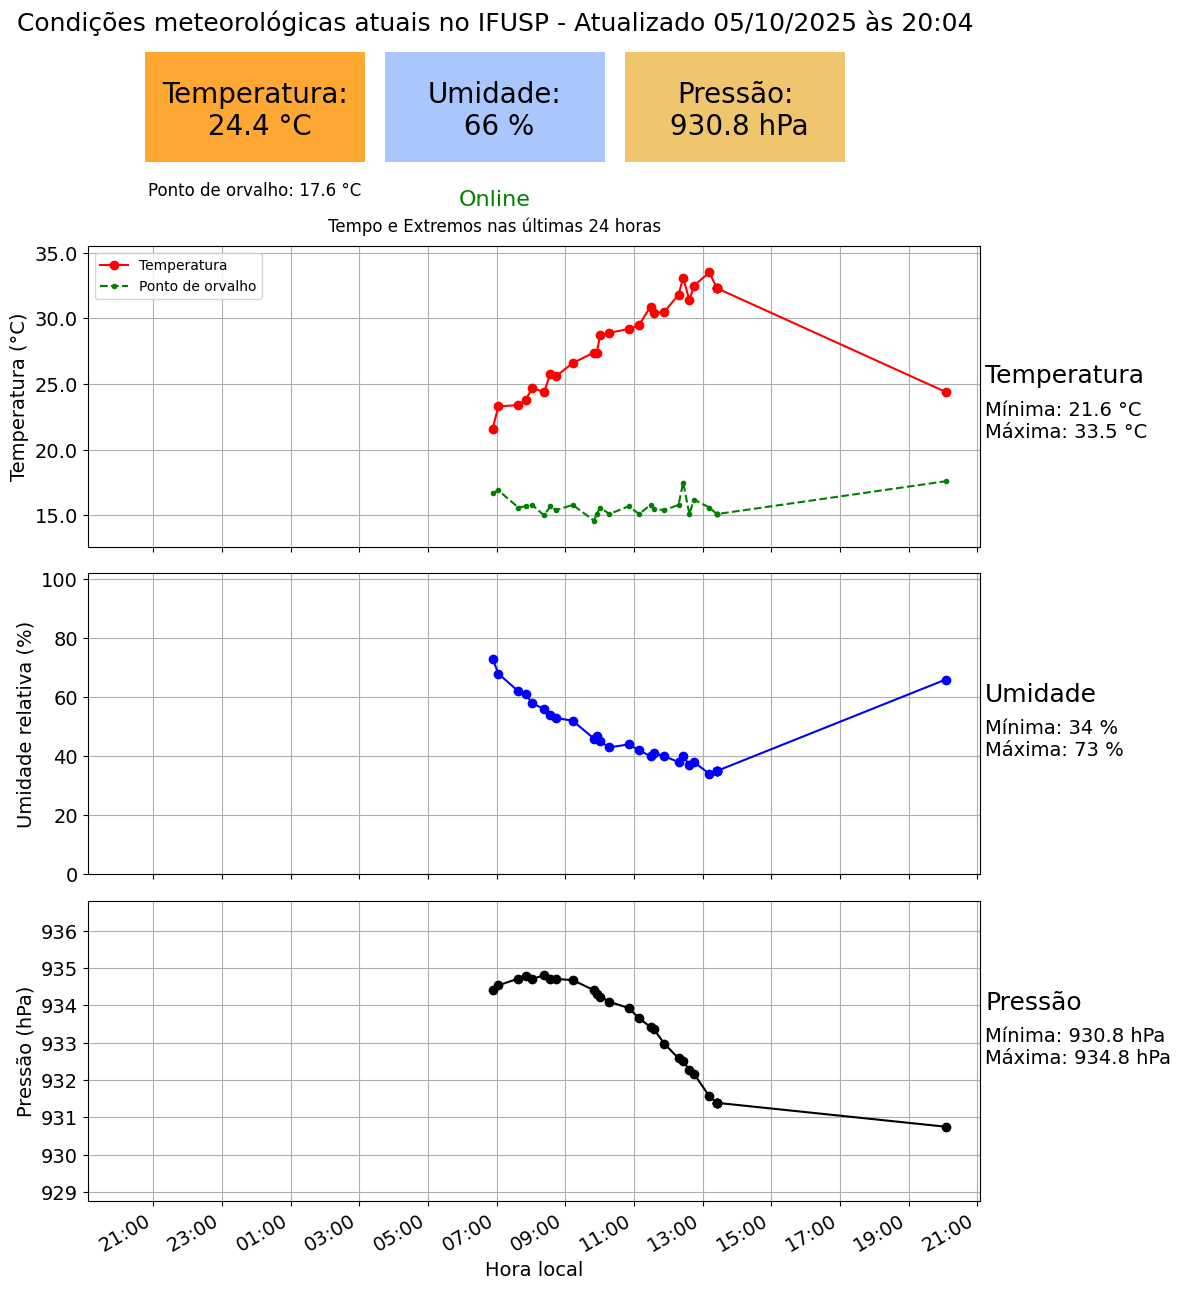 Condições meteorológicas atuais no IFUSP - Atualizado 05/10/2025 às 20:04
Temperatura:
24.4 °C
Umidade:
66 %
Pressão:
930.8 hPa
Ponto de orvalho: 17.6 °C
Online
Tempo e Extremos nas últimas 24 horas
Temperatura
Ponto de orvalho
Temperatura (°C)
35.0
30.0
25.0
20.0
15.0
Temperatura
Mínima: 21.6 °C
Máxima: 33.5 °C
Umidade relativa (%)
100
80
60
40
20
0
Umidade
Mínima: 34 %
Máxima: 73 %
Pressão (hPa)
936
935
934
933
932
931
930
929
Pressão
Mínima: 930.8 hPa
Máxima: 934.8 hPa
21:00 23:00 01:00 03:00 05:00 07:00 09:00 11:00 13:00 15:00 17:00 19:00 21:00
Hora local